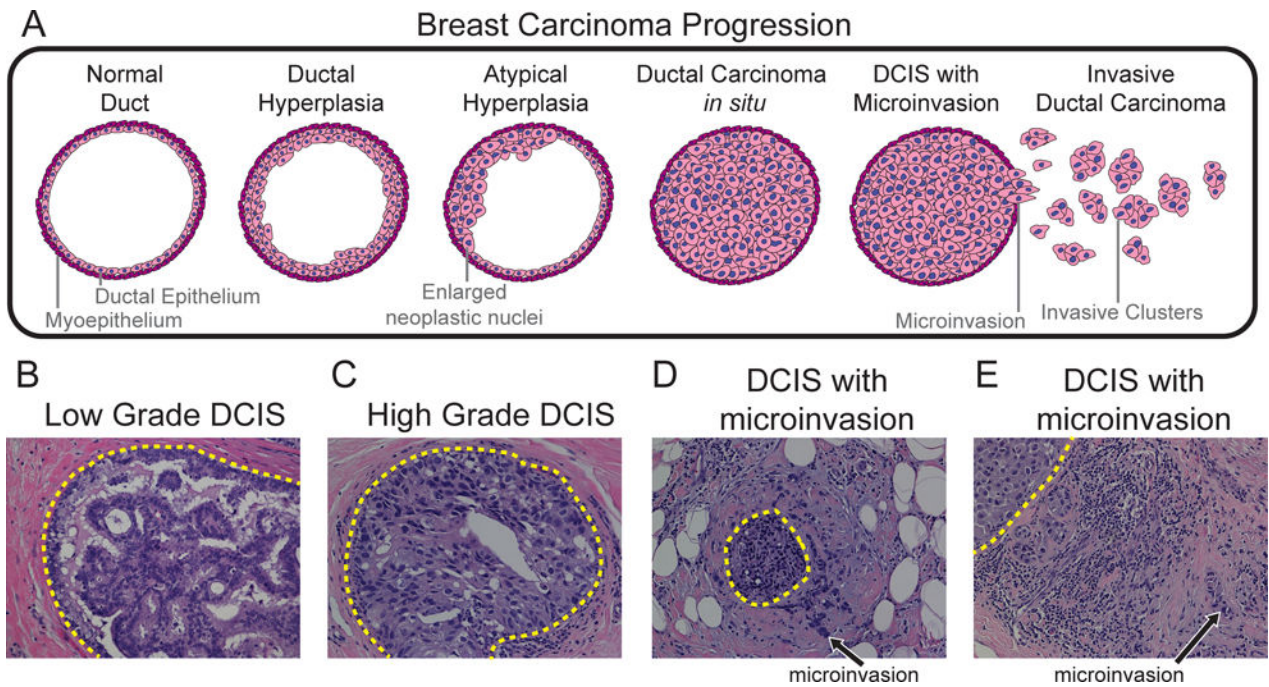 A
Breast Carcinoma Progression
Normal
Duct
Ductal
Hyperplasia
Atypical
Hyperplasia
Ductal Carcinoma
in situ
DCIS with
Microinvasion
Invasive
Ductal Carcinoma
Ductal Epithelium
Myoepithelium
Enlarged
neoplastic nuclei
Microinvasion
Invasive Clusters
B
Low Grade DCIS
C
High Grade DCIS
D
DCIS with
microinvasion
E
DCIS with
microinvasion
microinvasion
microinvasion